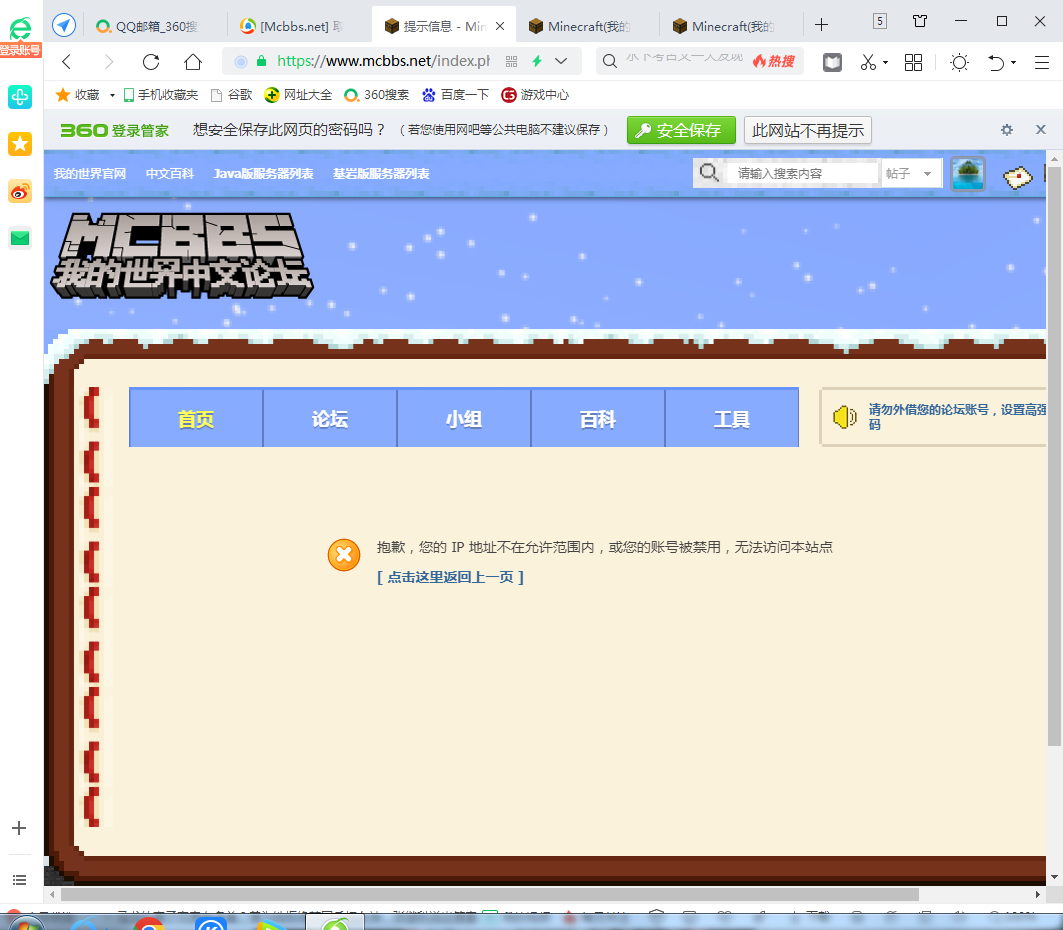 QQ邮箱_360搜
[Mcbbs.net]
提示信息 - Min
Minecraft(我的
Minecraft(我的
5
登录账号
https://www.mcbbs.net/index.ph
热搜
收藏
手机收藏夹
谷歌
网址大全
360搜索
百度一下
游戏中心
360登录管家
想安全保存此网页的密码吗？
（若您使用网吧等公共电脑不建议保存）
安全保存
此网站不再提示
我的世界官网
中文百科
Java版服务器列表
基岩版服务器列表
请输入搜索内容
帖子
MCBBS
我的世界中文论坛
首页
论坛
小组
百科
工具
请勿外借您的论坛账号，设置高强
码
抱歉，您的 IP 地址不在允许范围内，或您的账号被禁用，无法访问本站点
[ 点击这里返回上一页 ]